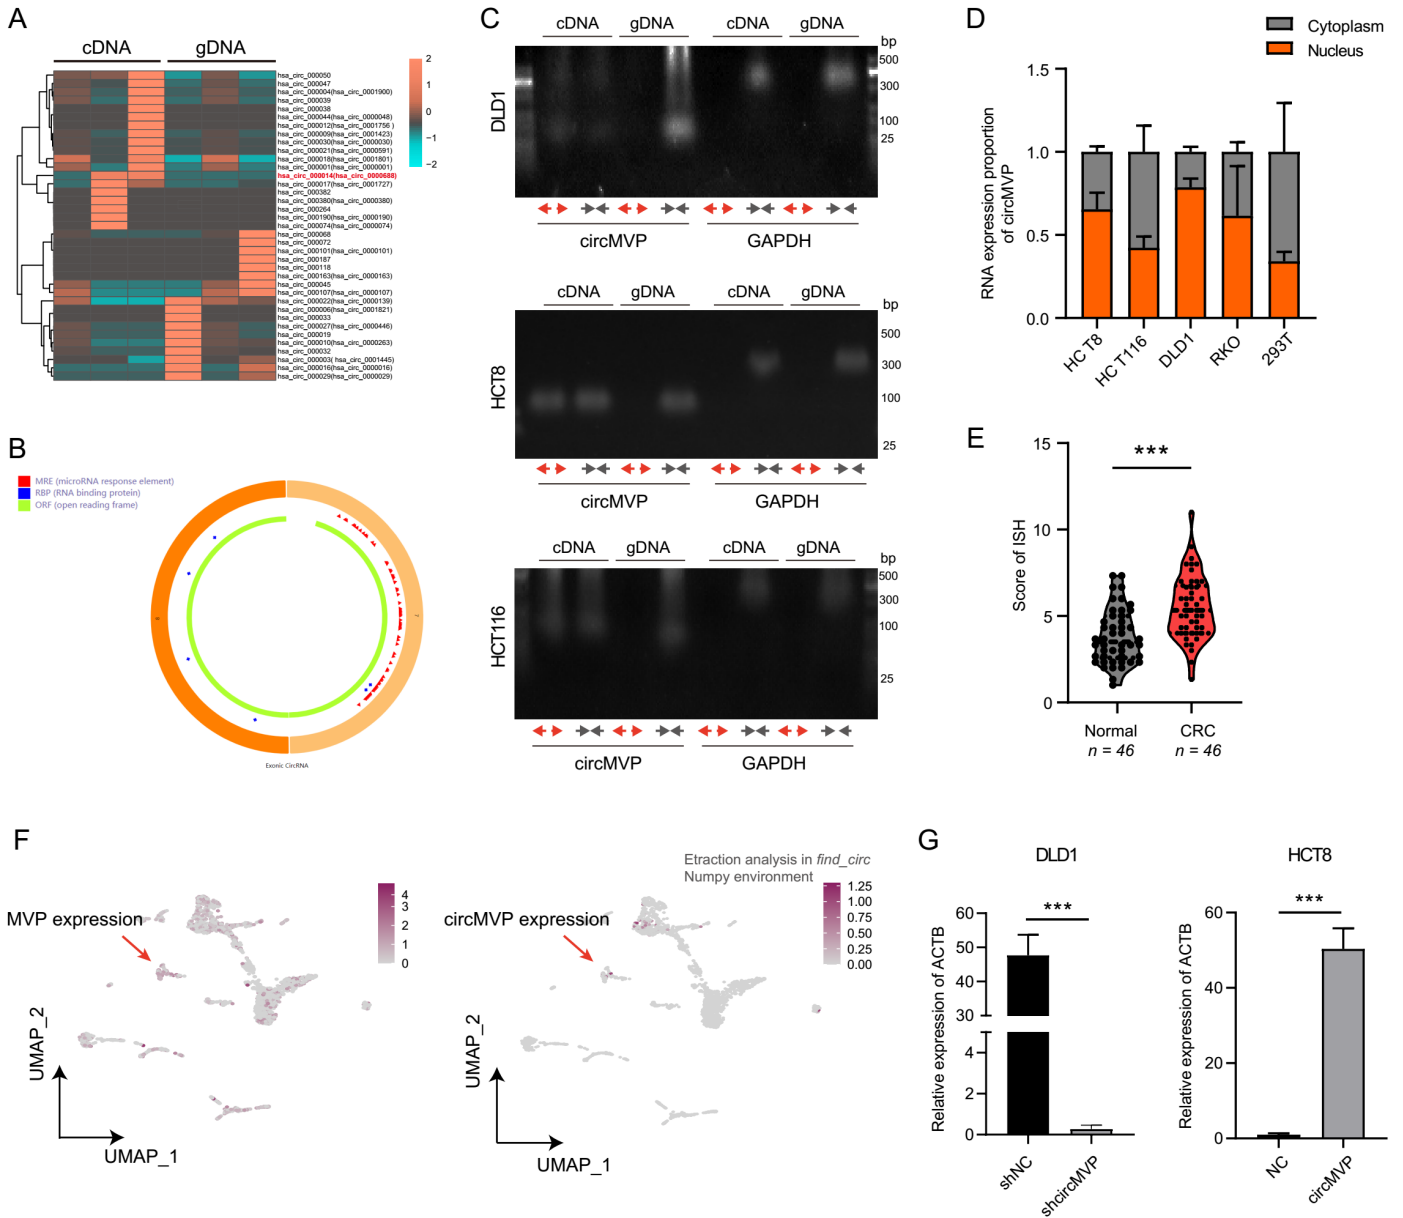 A
cDNA
gDNA
2
1
0
−1
−2
hsa_circ_000050
hsa_circ_000047
hsa_circ_000004(hsa_circ_0001900)
hsa_circ_000039
hsa_circ_000038
hsa_circ_000044(hsa_circ_0000048)
hsa_circ_000012(hsa_circ_0001756 )
hsa_circ_000009(hsa_circ_0001423)
hsa_circ_000030(hsa_circ_0000030)
hsa_circ_000021(hsa_circ_0000591)
hsa_circ_000018(hsa_circ_0001801)
hsa_circ_000001(hsa_circ_0000001)
hsa_circ_000014(hsa_circ_0000688)
hsa_circ_000017(hsa_circ_0001727)
hsa_circ_000382
hsa_circ_000380(hsa_circ_0000380)
hsa_circ_000264
hsa_circ_000190(hsa_circ_0000190)
hsa_circ_000074(hsa_circ_0000074)
hsa_circ_000068
hsa_circ_000072
hsa_circ_000101(hsa_circ_0000101)
hsa_circ_000187
hsa_circ_000118
hsa_circ_000163(hsa_circ_0000163)
hsa_circ_000045
hsa_circ_000107(hsa_circ_0000107)
hsa_circ_000022(hsa_circ_0000139)
hsa_circ_000006(hsa_circ_0001821)
hsa_circ_000033
hsa_circ_000027(hsa_circ_0000446)
hsa_circ_000019
hsa_circ_000010(hsa_circ_0000263)
hsa_circ_000032
hsa_circ_000003( hsa_circ_0001445)
hsa_circ_000016(hsa_circ_0000016)
hsa_circ_000029(hsa_circ_0000029)
B
MRE (microRNA response element)
RBP (RNA binding protein)
ORF (open reading frame)
7
Exonic CircRNA
C
cDNA gDNA cDNA gDNA
bp
500
300
100
25
DLD1
circMVP GAPDH
cDNA gDNA cDNA gDNA
bp
500
300
100
25
HCT8
circMVP GAPDH
cDNA gDNA cDNA gDNA
bp
500
300
100
25
HCT116
circMVP GAPDH
D
Cytoplasm
Nucleus
RNA expression proportion
of circMVP
1.5
1.0
0.5
0.0
HC T8
HC T116
DLD1
RKO
293T
E
Score of ISH
15
10
5
0
***
Normal
n = 46
CRC
n = 46
F
MVP expression
4
3
2
1
0
UMAP_2
UMAP_1
Etraction analysis in find_circ
Numpy environment
circMVP expression
1.25
1.00
0.75
0.50
0.25
0.00
UMAP_2
UMAP_1
G
DLD1
***
Relative expression of ACTB
60
50
40
30
4
2
0
shNC
shcircMVP
HCT8
***
Relative expression of ACTB
60
40
20
0
NC
circMVP